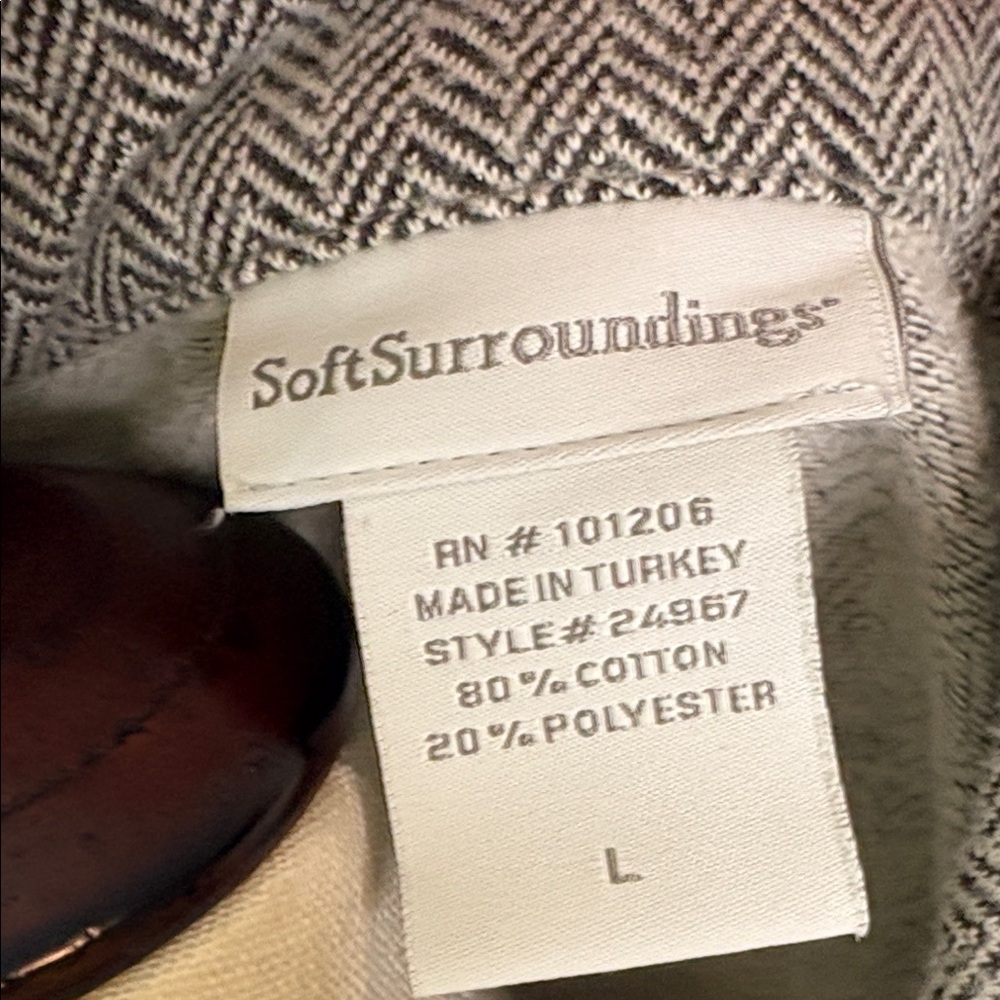 SoftSurroundings
RN # 101206
MADE IN TURKEY
STYLE# 24967
80 % COTTON
20 % POLYESTER
L